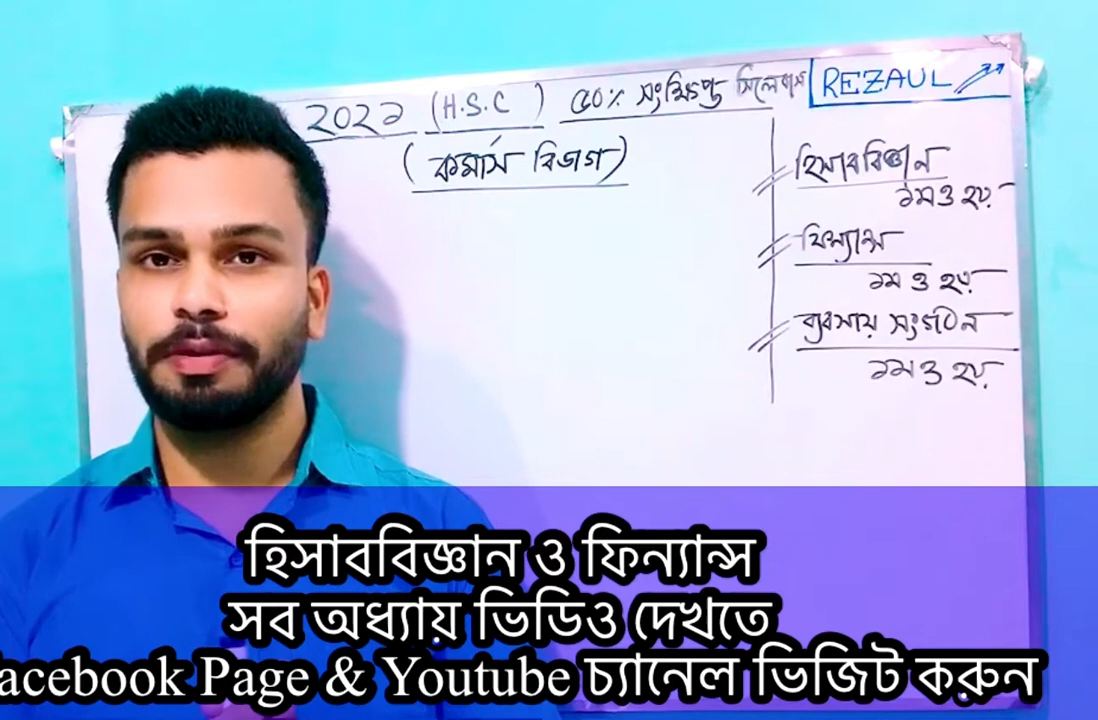 ২০২১ (H.S.C) ৫০% সংক্ষিপ্ত সিলেবাস REZAUL
(কমার্স বিভাগ)
হিসাববিজ্ঞান
১ম ও ২য়
ফিন্যান্স
১ম ও ২য়
ব্যবসায় সংগঠন
১ম ও ২য়
হিসাববিজ্ঞান ও ফিন্যান্স
সব অধ্যায় ভিডিও দেখতে
acebook Page & Youtube চ্যানেল ভিজিট করুন